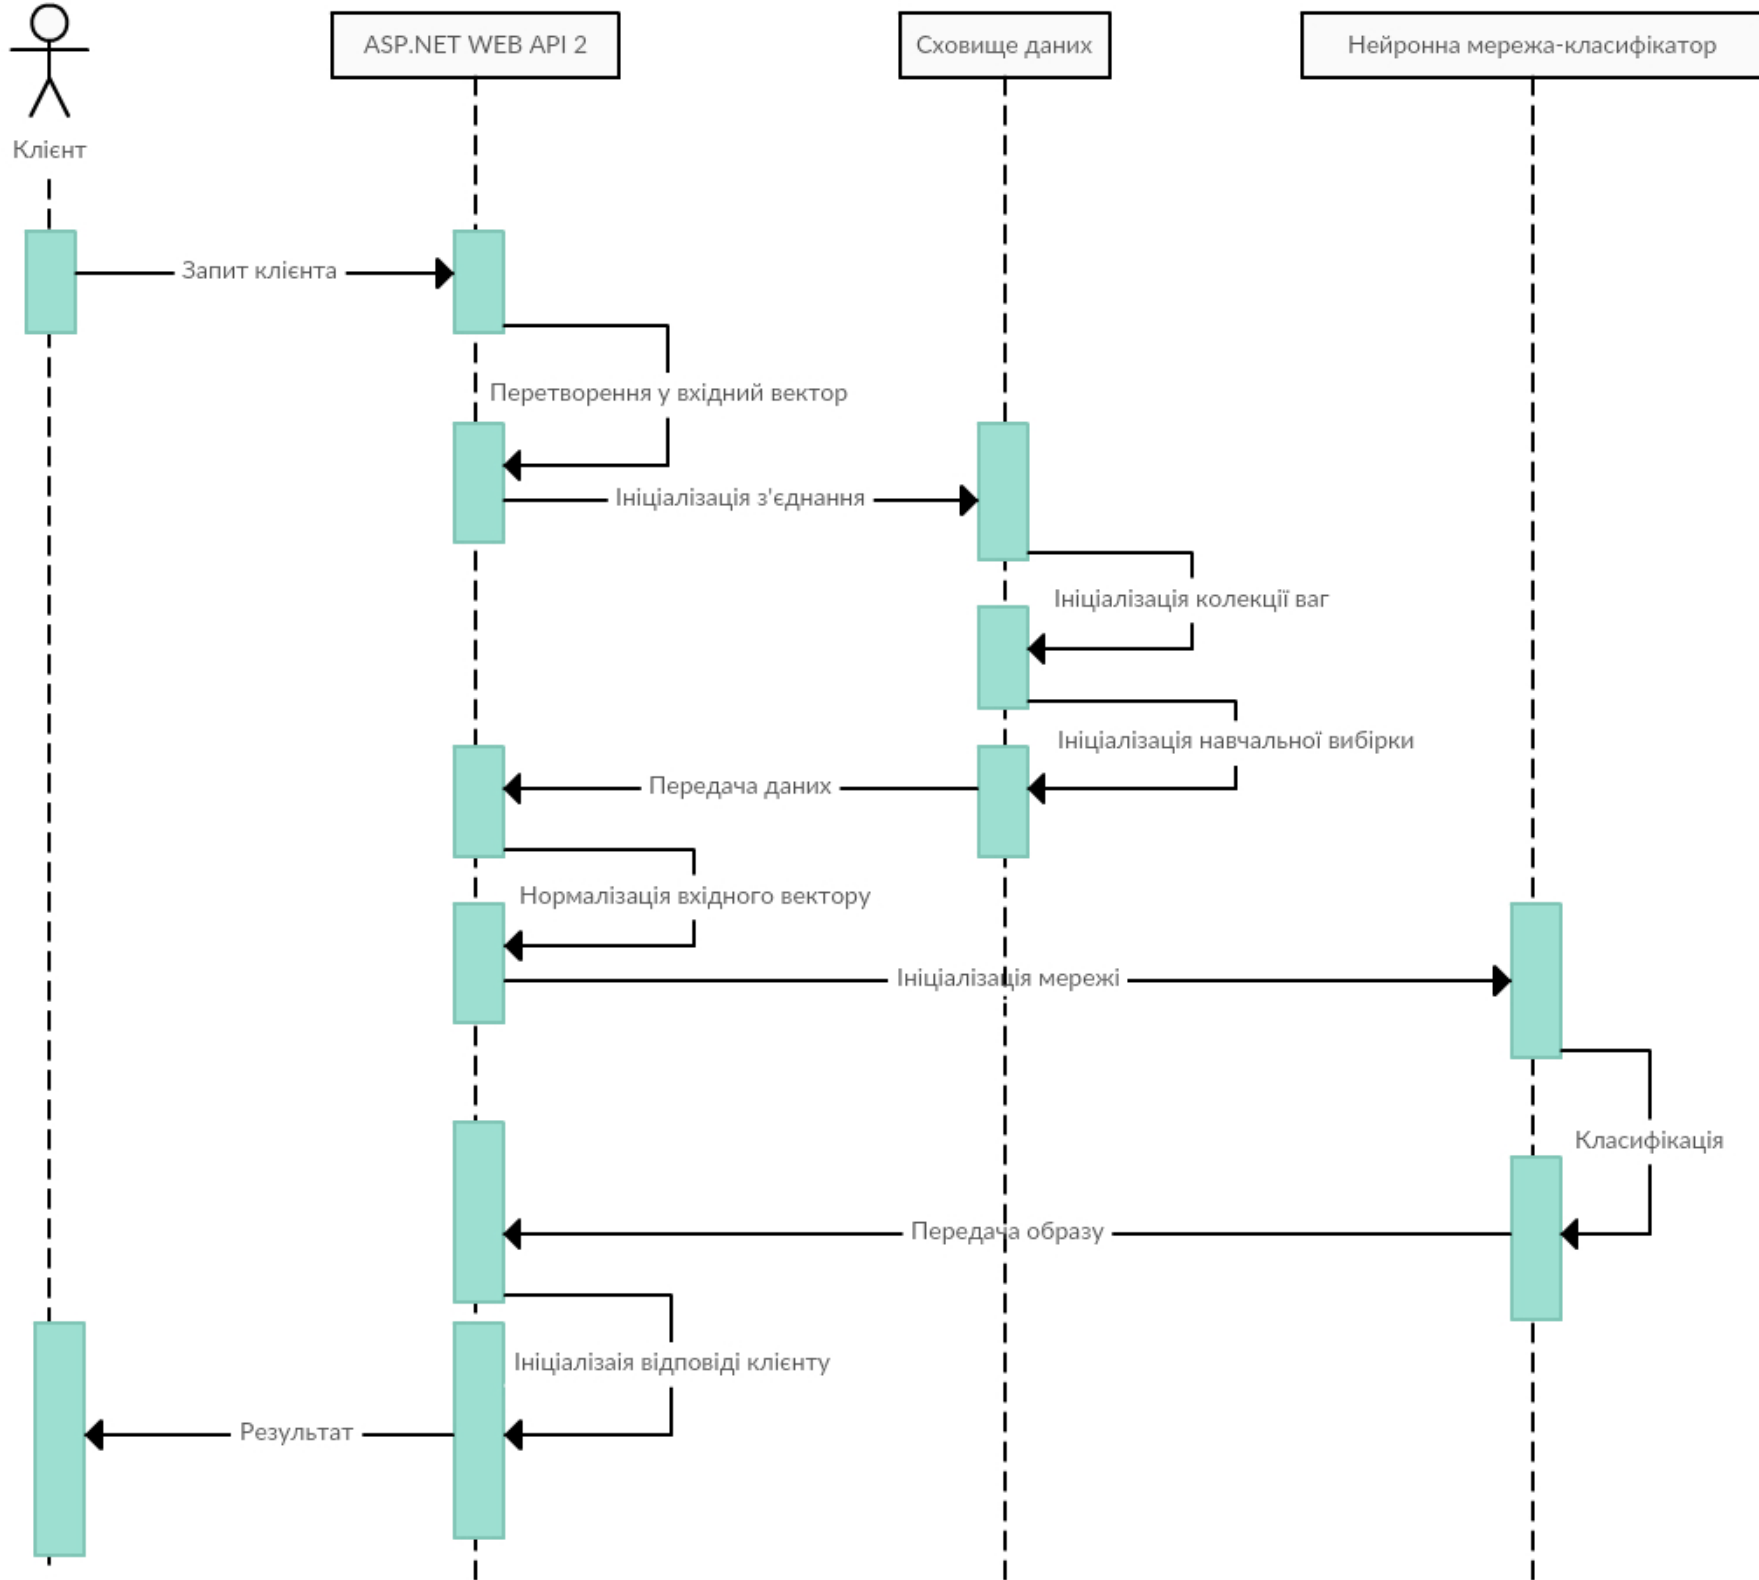 ASP.NET WEB API 2
Сховище даних
Нейронна мережа-класифікатор
Клієнт
Запит клієнта
Перетворення у вхідний вектор
Ініціалізація з'єднання
Ініціалізація колекції ваг
Ініціалізація навчальної вибірки
Передача даних
Нормалізація вхідного вектору
Ініціалізація мережі
Класифікація
Передача образу
Ініціалізаія відповіді клієнту
Результат